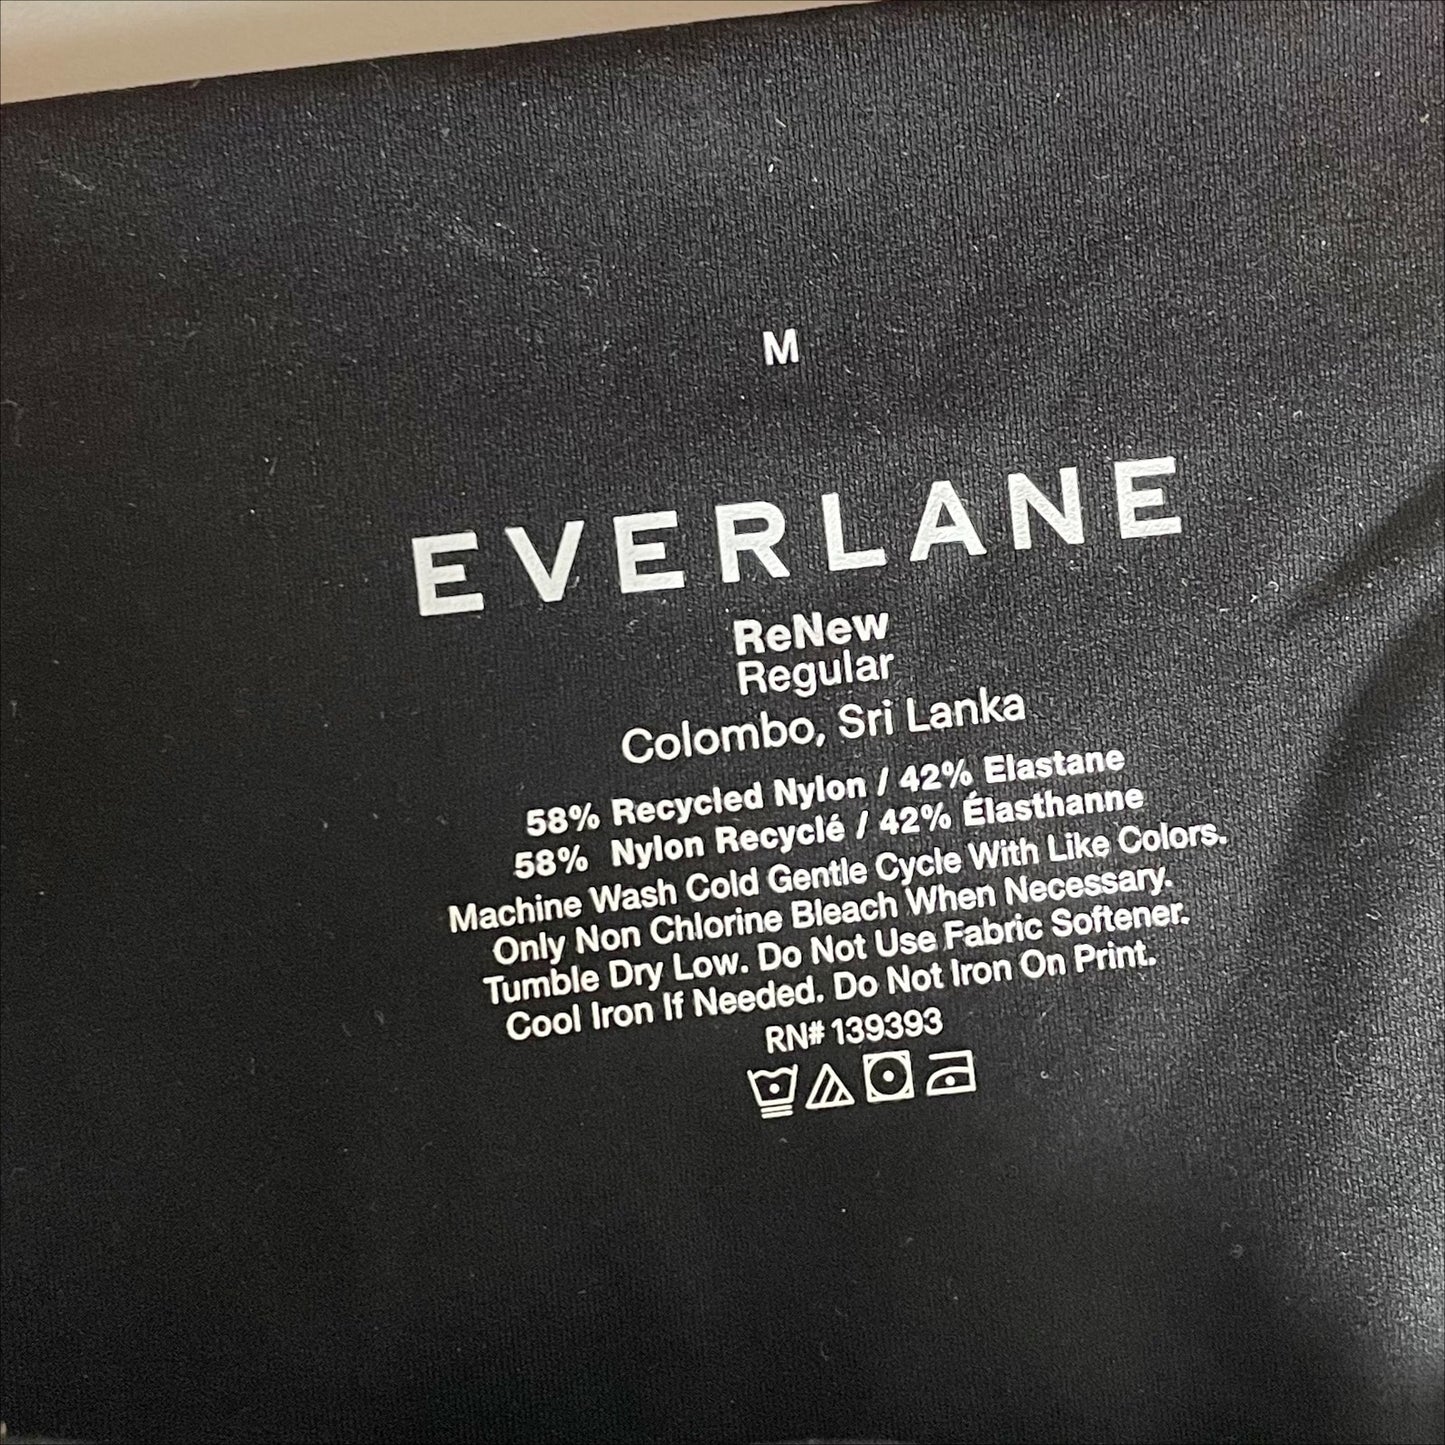 M
EVERLANE
ReNew
Regular
Colombo, Sri Lanka
58% Recycled Nylon / 42% Elastane
58% Nylon Recyclé / 42% Élasthanne
Machine Wash Cold Gentle Cycle With Like Colors.
Only Non Chlorine Bleach When Necessary.
Tumble Dry Low. Do Not Use Fabric Softener.
Cool Iron If Needed. Do Not Iron On Print.
RN# 139393